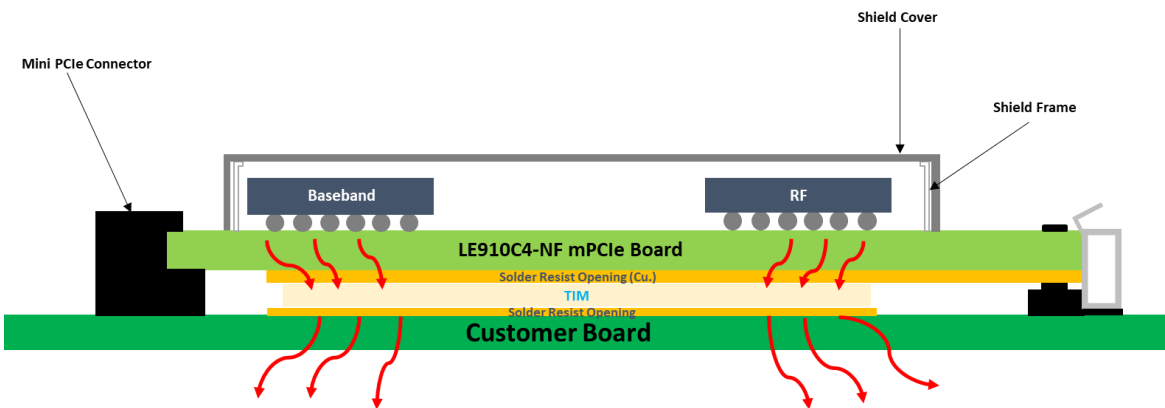 Shield Cover
Mini PCIe Connector
Shield Frame
Baseband
RF
LE910C4-NF mPCIe Board
Solder Resist Opening (Cu.)
TIM
Solder Resist Opening
Customer Board